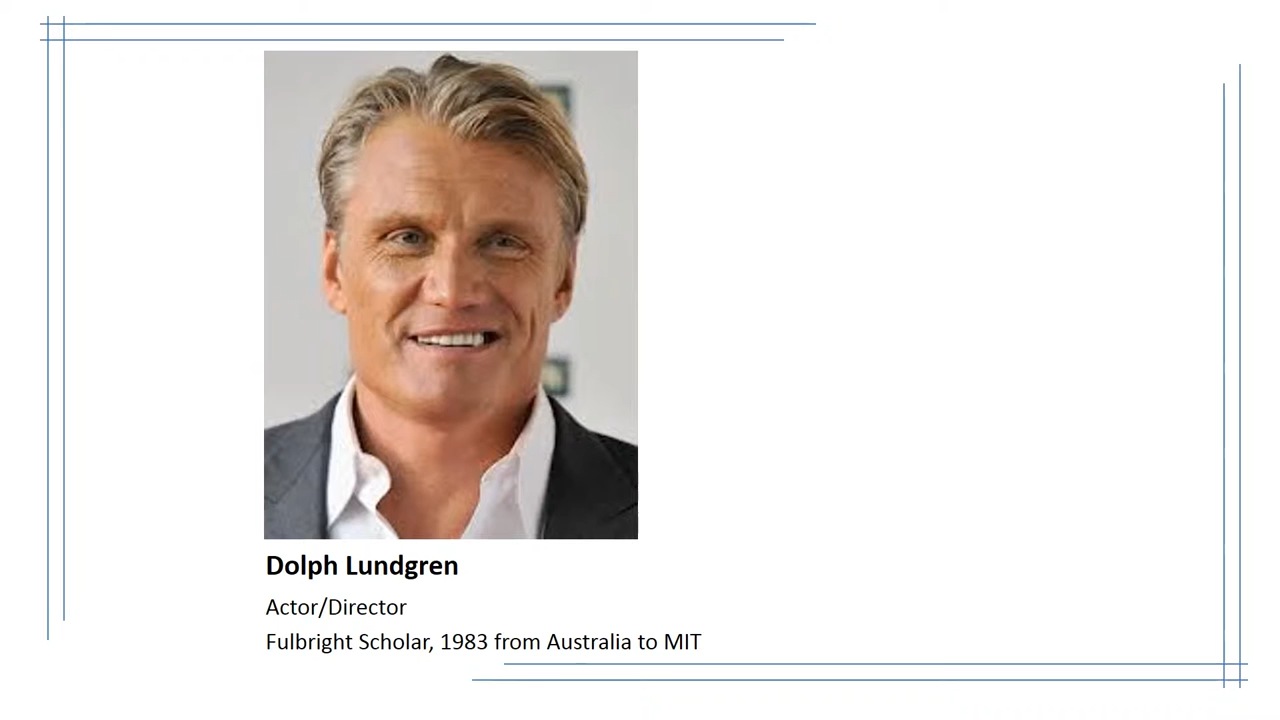 Dolph Lundgren
Actor/Director
Fulbright Scholar, 1983 from Australia to MIT